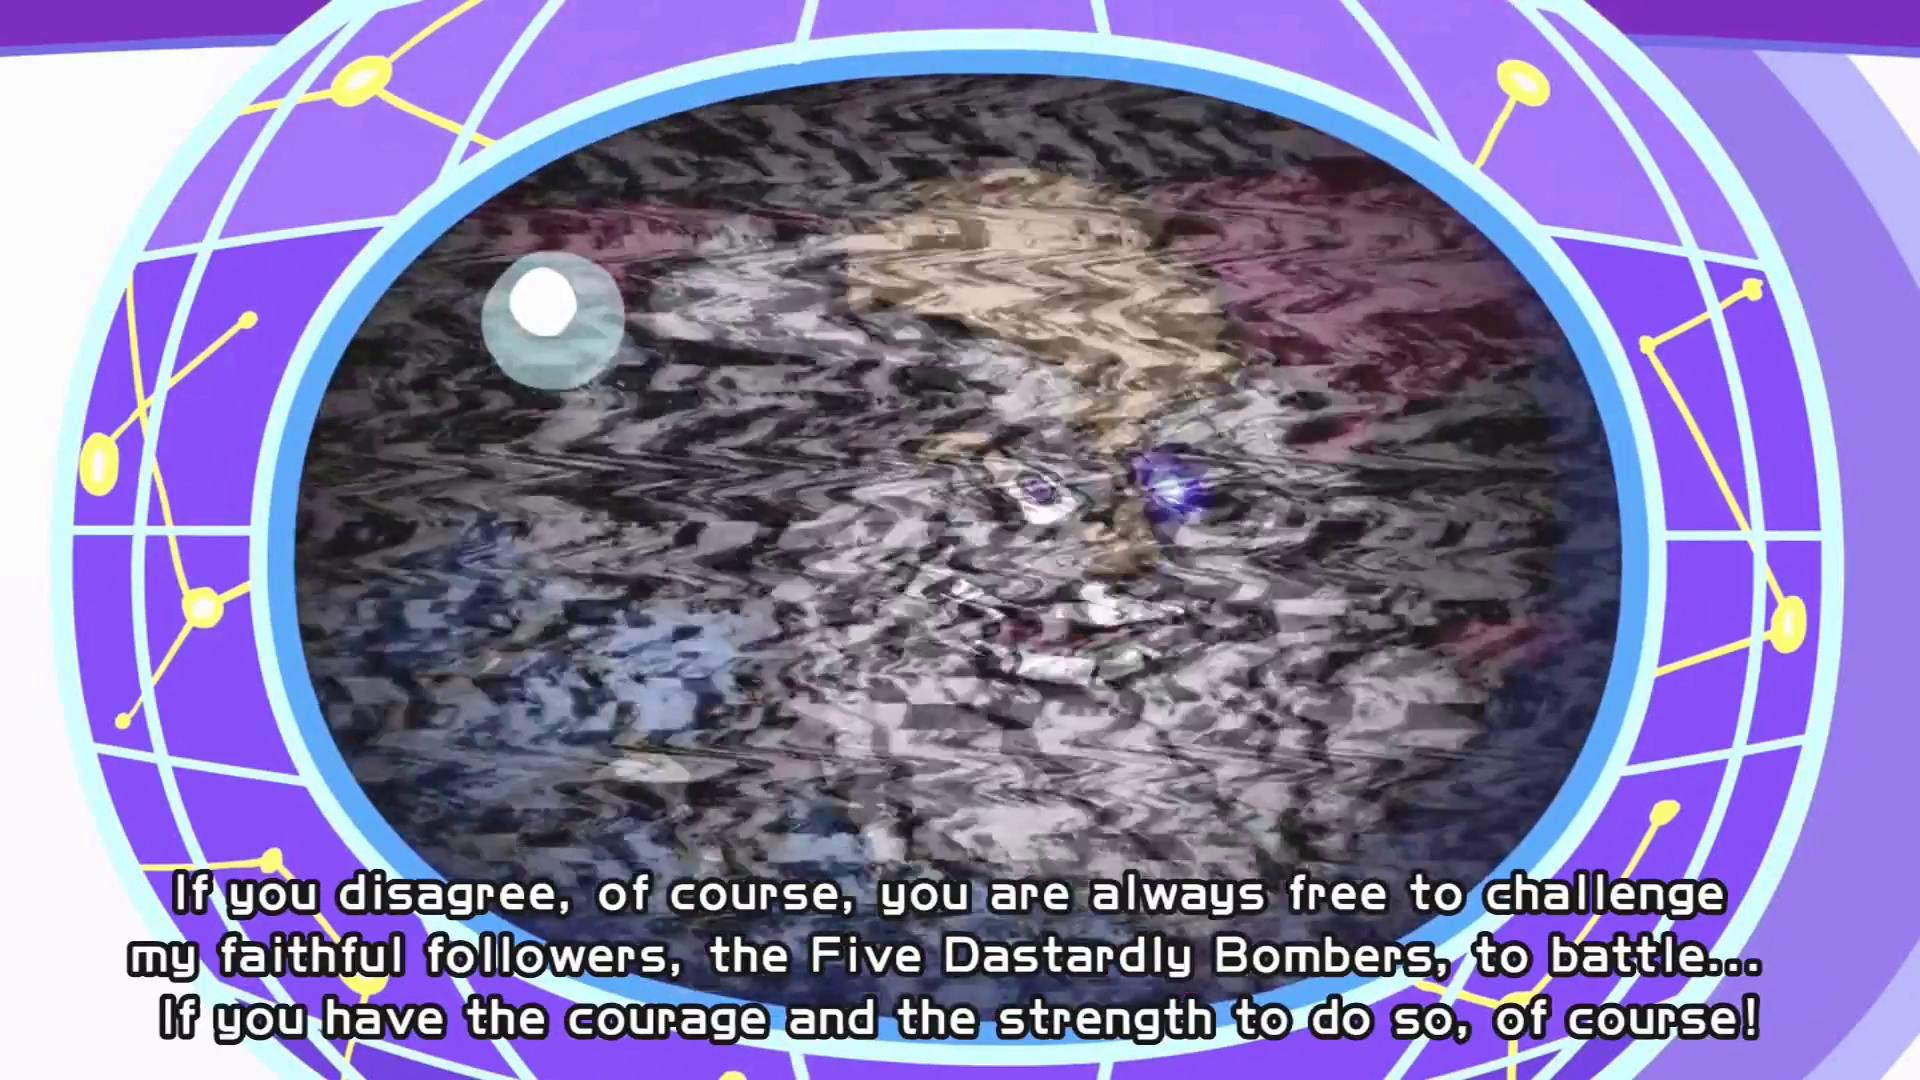 If you disagree, of course, you are always free to challenge
my faithful followers, the Five Dastardly Bombers, to battle...
If you have the courage and the strength to do so, of course!